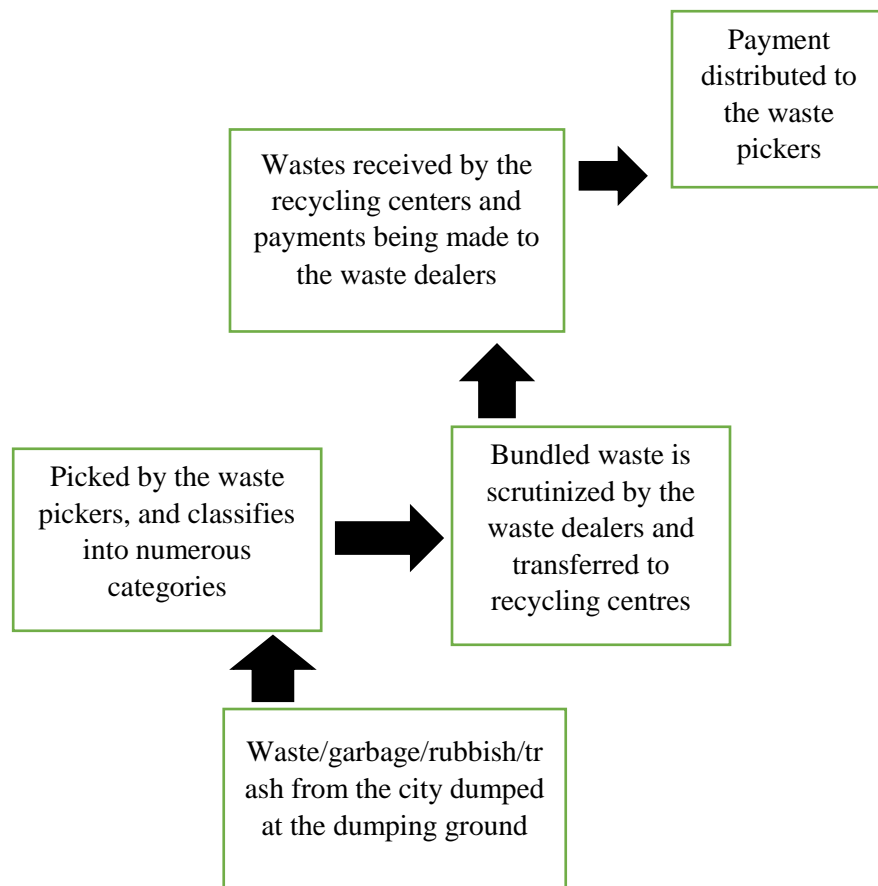 Payment
distributed to
the waste
pickers
Wastes received by the
recycling centers and
payments being made to
the waste dealers
Picked by the waste
pickers, and classifies
into numerous
categories
Bundled waste is
scrutinized by the
waste dealers and
transferred to
recycling centres
Waste/garbage/rubbish/tr
ash from the city dumped
at the dumping ground